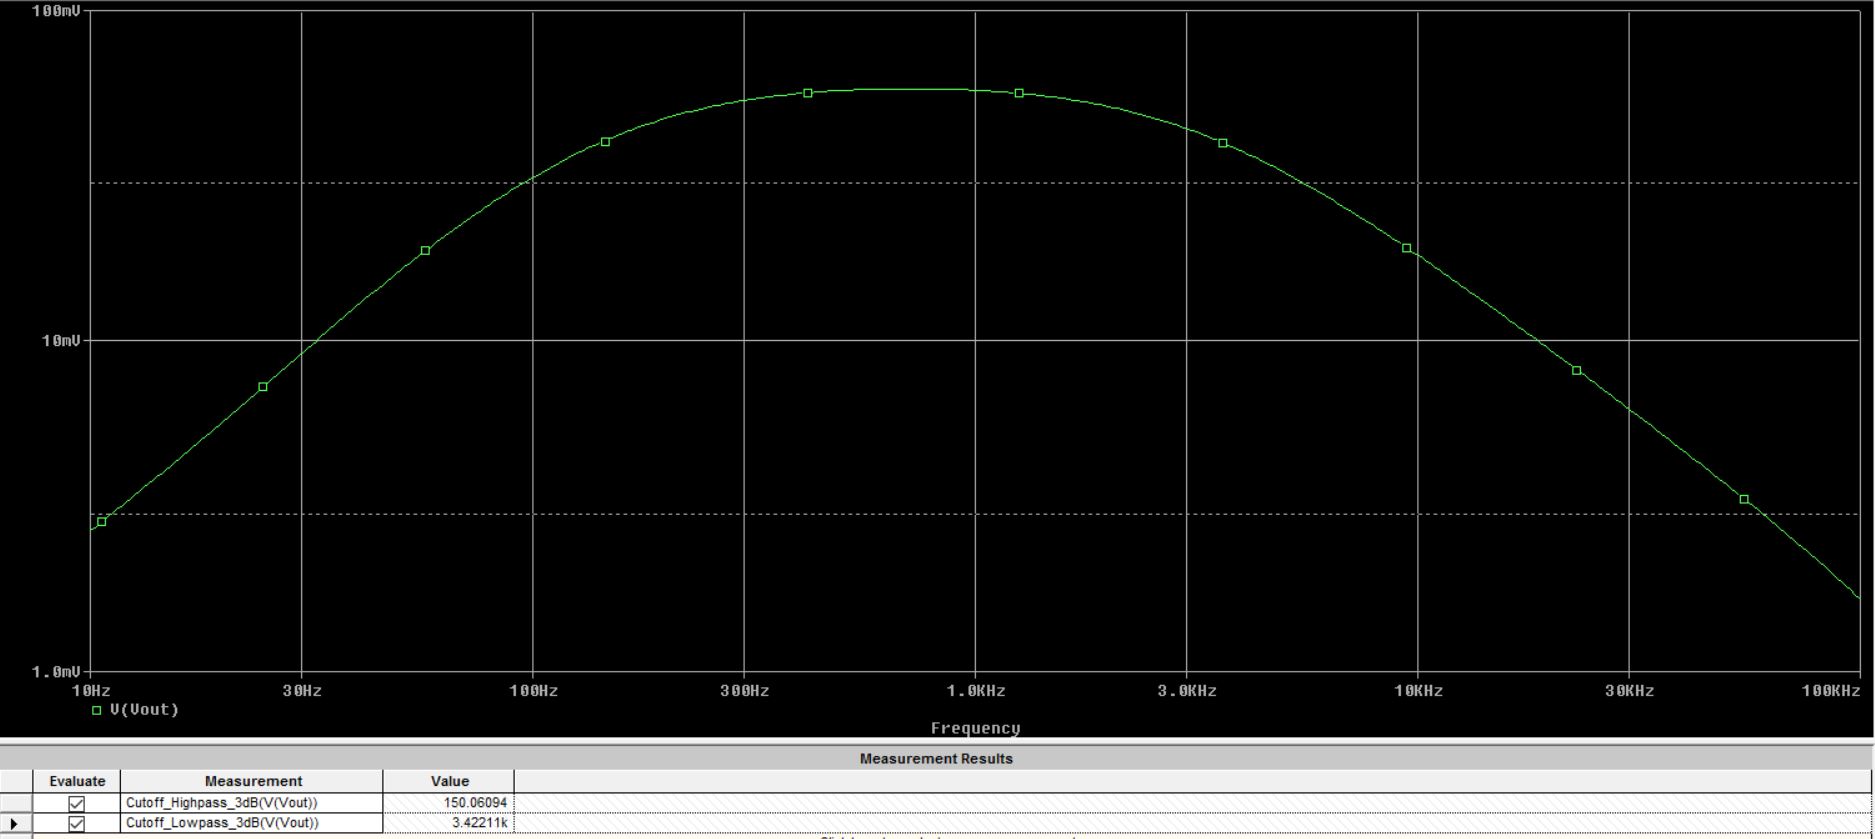 100mV
10mV
1.0mV
10Hz 30Hz 100Hz 300Hz 1.0KHz 3.0KHz 10KHz 30KHz 100KHz
V(Vout)
Frequency
Measurement Results
Evaluate Measurement Value
Cutoff_Highpass_3dB(V(Vout)) 150.06094
Cutoff_Lowpass_3dB(V(Vout)) 3.42211k